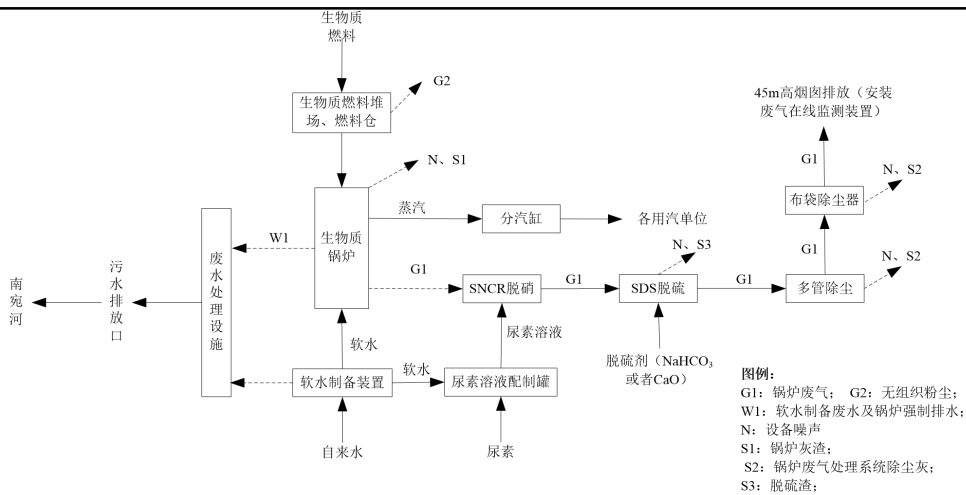 生物质
燃料
G2
生物质燃料堆
场、燃料仓
45m高烟囱排放（安装
废气在线监测装置）
G1
N、S1
N、S2
布袋除尘器
蒸汽
分汽缸
各用汽单位
W1
生物质
锅炉
G1
N、S3
N、S2
G1
SNCR脱硝
G1
SDS脱硫
G1
多管除尘
南宛河
污水排放口
废水处理设施
尿素溶液
软水
软水
脱硫剂（NaHCO₃
或者CaO）
软水制备装置
尿素溶液配制罐
自来水
尿素
图例：
G1：锅炉废气； G2：无组织粉尘；
W1：软水制备废水及锅炉强制排水；
N：设备噪声
S1：锅炉灰渣；
S2：锅炉废气处理系统除尘灰；
S3：脱硫渣；